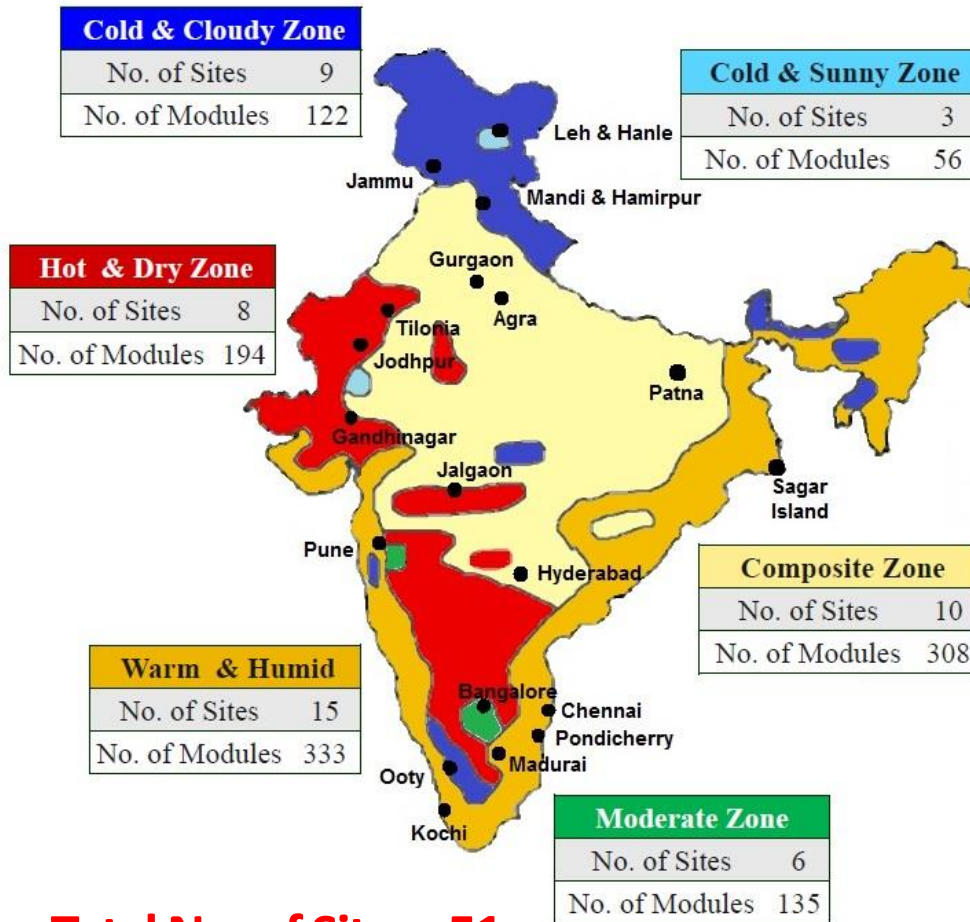 Cold & Cloudy Zone
No. of Sites 9
No. of Modules 122
Cold & Sunny Zone
No. of Sites 3
No. of Modules 56
Leh & Hanle
Jammu
Mandi & Hamirpur
Hot & Dry Zone
No. of Sites 8
No. of Modules 194
Gurgaon
Agra
Tilonia
Jodhpur
Patna
Gandhinagar
Jalgaon
Sagar
Island
Pune
Hyderabad
Composite Zone
No. of Sites 10
No. of Modules 308
Warm & Humid
No. of Sites 15
No. of Modules 333
Bangalore
Chennai
Pondicherry
Madurai
Ooty
Kochi
Moderate Zone
No. of Sites 6
No. of Modules 135
Total No. of Sites